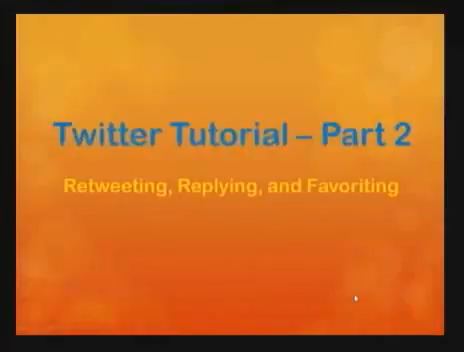 Twitter Tutorial – Part 2
Retweeting, Replying, and Favoriting